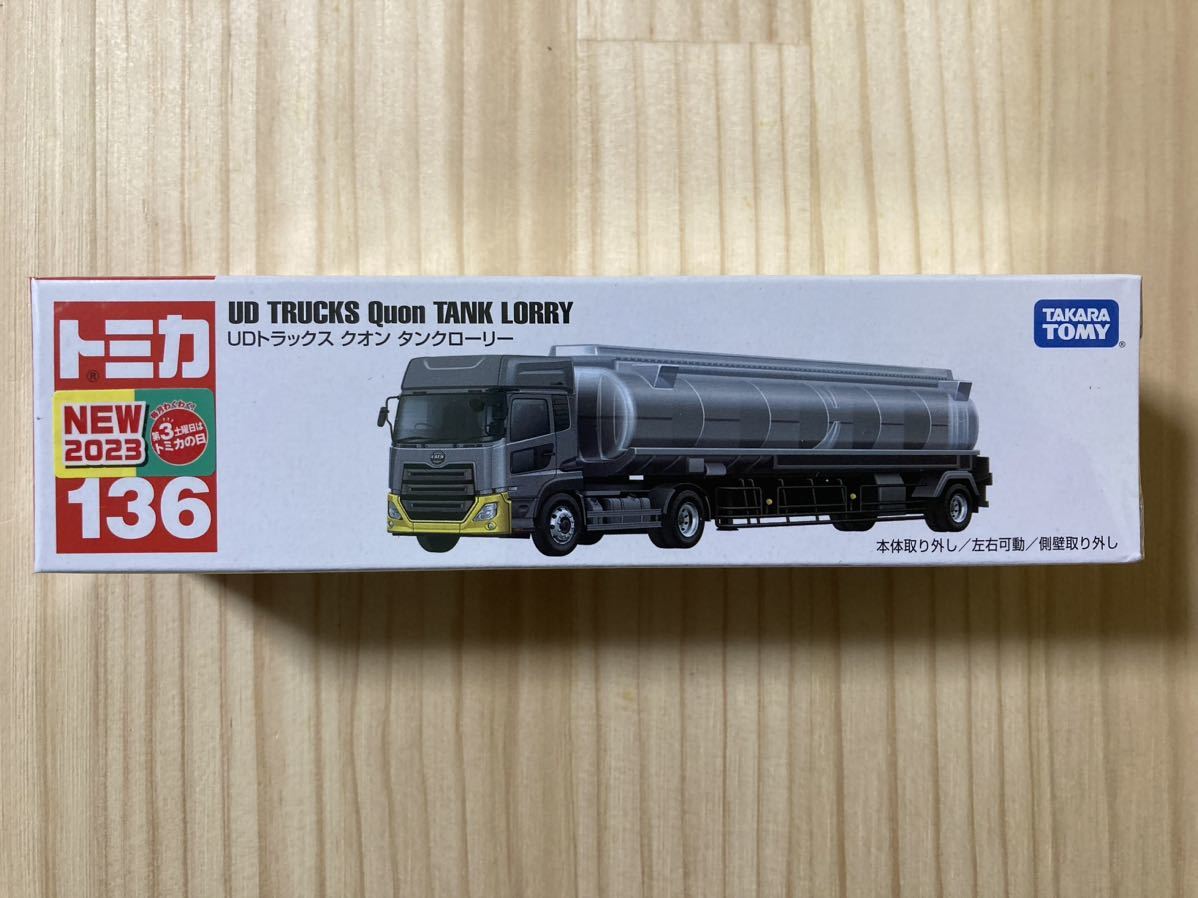 トミカ
®
NEW
2023
毎月わくわく!
第3土曜日は
トミカの日
136
UD TRUCKS Quon TANK LORRY
UDトラックス クオン タンクローリー
TAKARA
TOMY
®
本体取り外し/左右可動/側壁取り外し